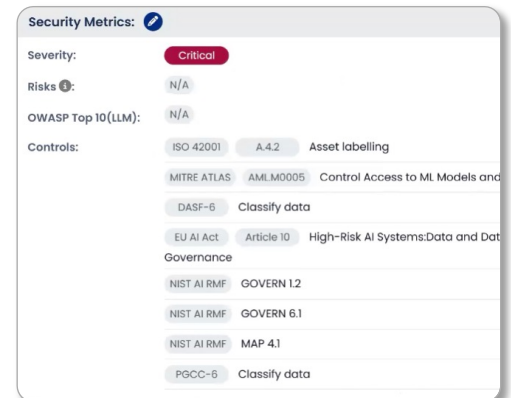 Security Metrics:
Severity: Critical
Risks i: N/A
OWASP Top 10(LLM): N/A
Controls: ISO 42001 A.4.2 Asset labelling
MITRE ATLAS AML.M0005 Control Access to ML Models and
DASF-6 Classify data
EU AI Act Article 10 High-Risk AI Systems:Data and Dat
Governance
NIST AI RMF GOVERN 1.2
NIST AI RMF GOVERN 6.1
NIST AI RMF MAP 4.1
PGCC-6 Classify data